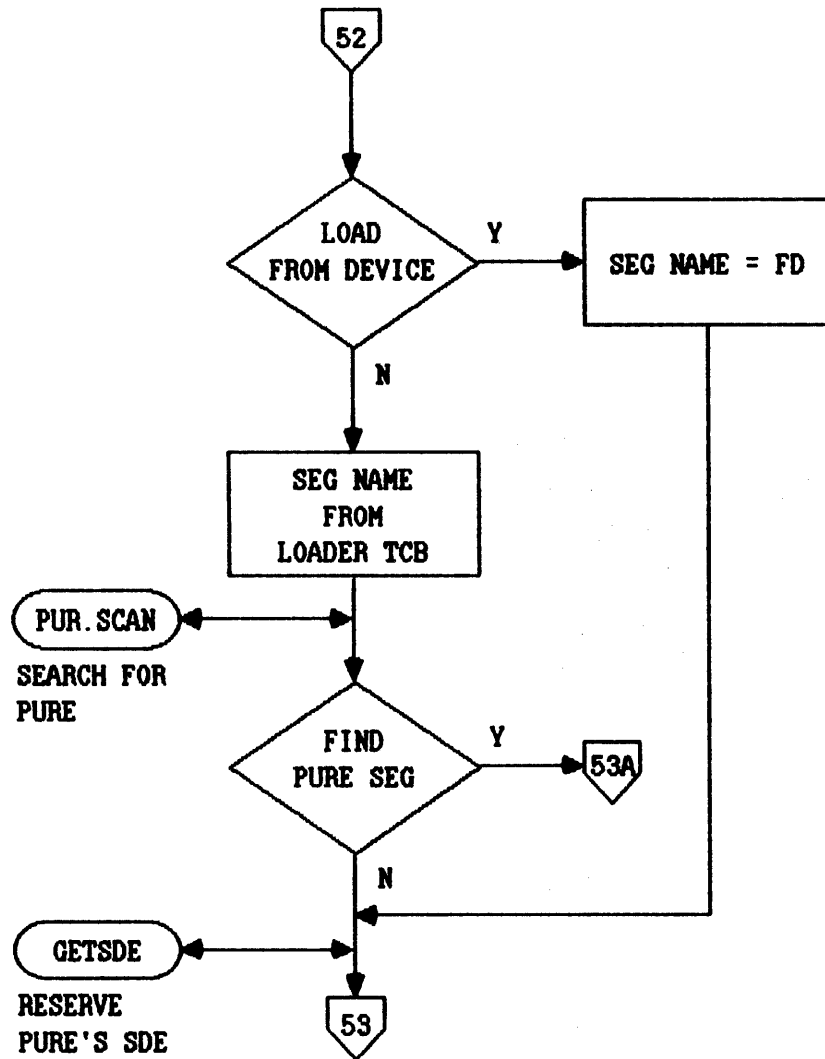 52
LOAD
FROM DEVICE
Y
SEG NAME = FD
N
SEG NAME
FROM
LOADER TCB
PUR.SCAN
SEARCH FOR
PURE
FIND
PURE SEG
Y
53A
N
GETSDE
RESERVE
PURE'S SDE
53